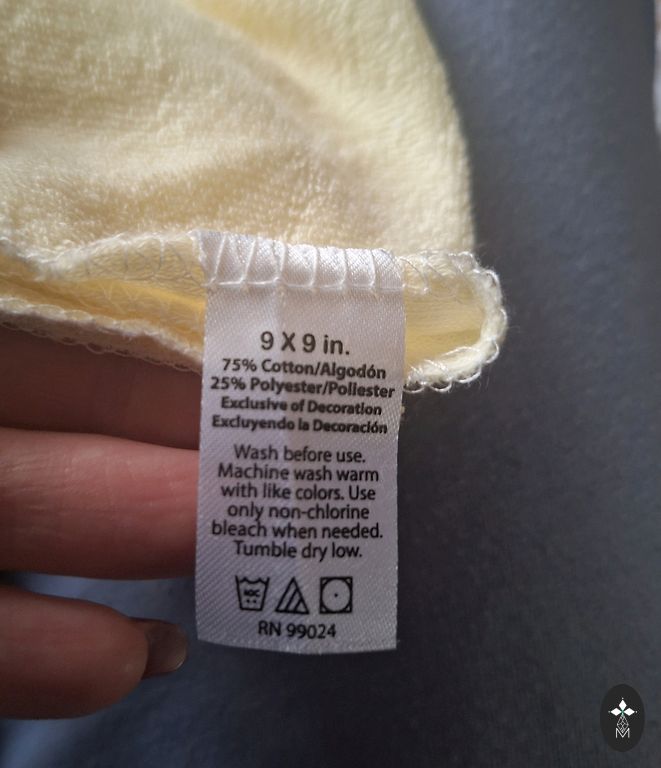 9 X 9 in.
75% Cotton/Algodón
25% Polyester/Poliester
Exclusive of Decoration
Excluyendo la Decoración
Wash before use.
Machine wash warm
with like colors. Use
only non-chlorine
bleach when needed.
Tumble dry low.
RN 99024
M